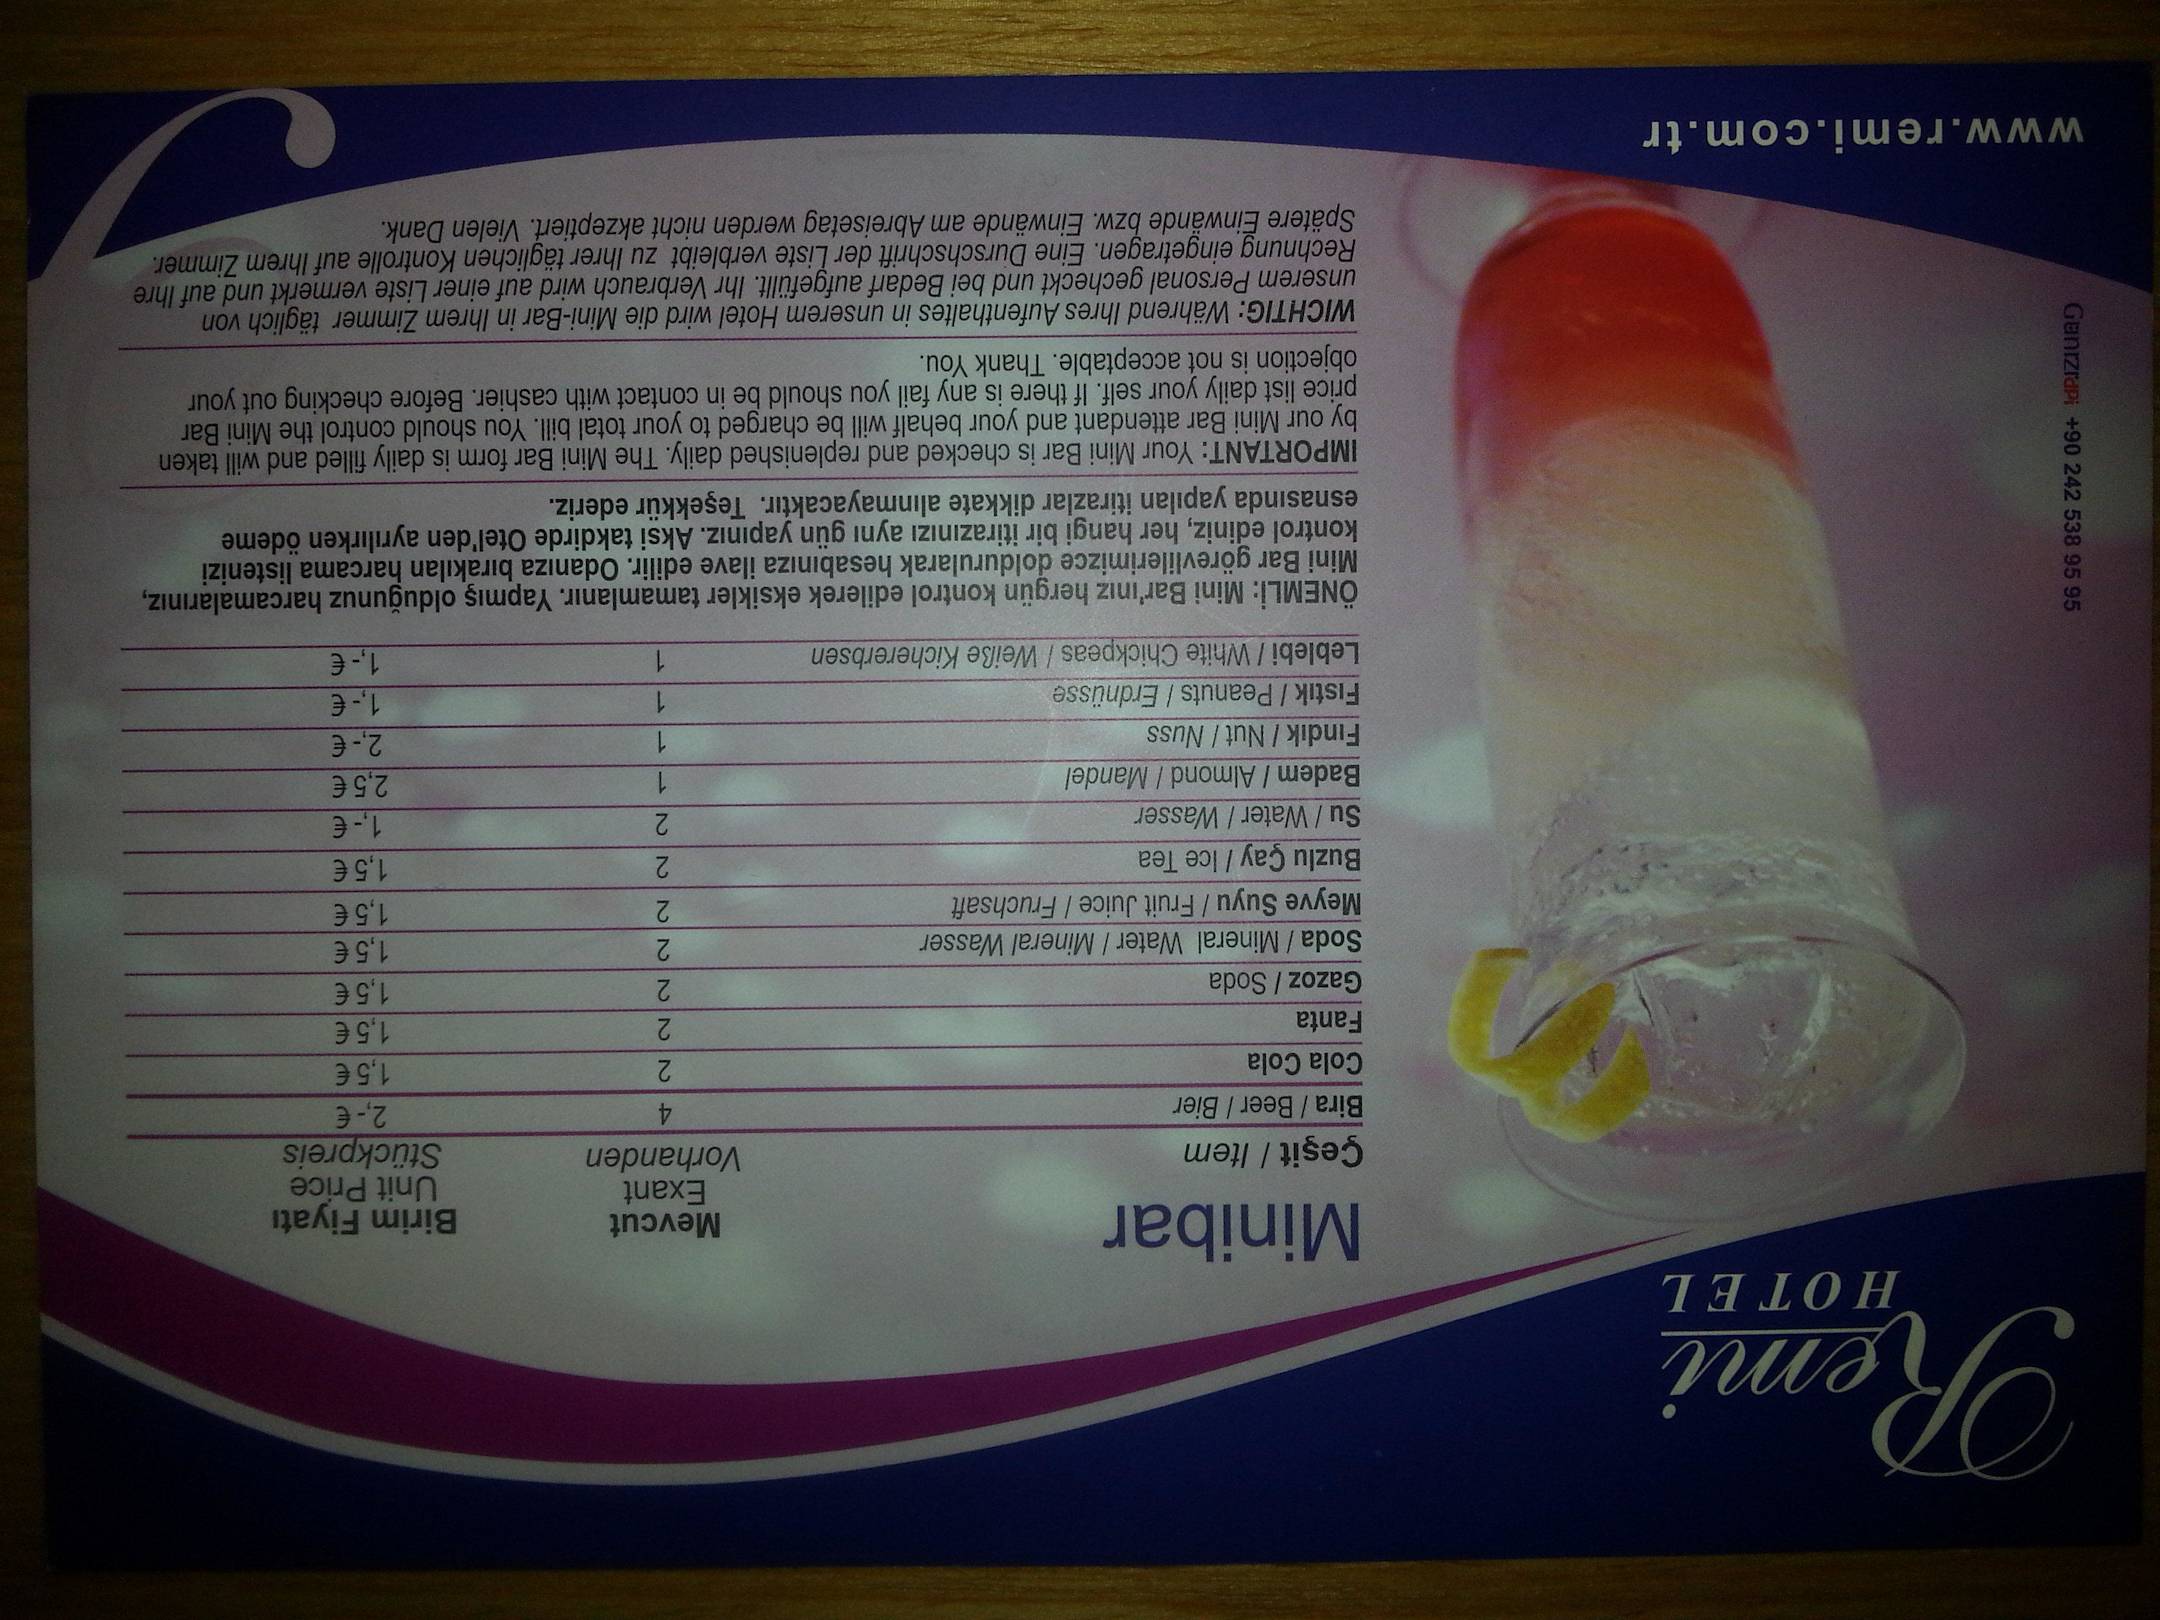 Remi
HOTEL
Minibar
Mevcut
Birim Fiyatı
Exant
Unit Price
Çeşit / Item
Vorhanden
Stückpreis
Bira / Beer / Bier 4 2,- €
Cola Cola 2 1,5 €
Fanta 2 1,5 €
Gazoz / Soda 2 1,5 €
Soda / Mineral Water / Mineral Wasser 2 1,5 €
Meyve Suyu / Fruit Juice / Fruchsaft 2 1,5 €
Buzlu Çay / Ice Tea 2 1,5 €
Su / Water / Wasser 2 1,- €
Badem / Almond / Mandel 1 2,5 €
Fındık / Nut / Nuss 1 2,- €
Fıstık / Peanuts / Erdnüsse 1 1,- €
Leblebi / White Chickpeas / Weiße Kichererbsen 1 1,- €
ÖNEMLİ: Mini Bar'ınız hergün kontrol edilerek eksikler tamamlanır. Yapmış olduğunuz harcamalarınız,
Mini Bar görevlilerimizce doldurularak hesabınıza ilave edilir. Odanıza bırakılan harcama listenizi
kontrol ediniz, her hangi bir itirazınızı aynı gün yapınız. Aksi takdirde Otel'den ayrılırken ödeme
esnasında yapılan itirazlar dikkate alınmayacaktır. Teşekkür ederiz.
IMPORTANT: Your Mini Bar is checked and replenished daily. The Mini Bar form is daily filled and will taken
by our Mini Bar attendant and your behalf will be charged to your total bill. You should control the Mini Bar
price list daily your self. If there is any fail you should be in contact with cashier. Before checking out your
objection is not acceptable. Thank You.
WICHTIG: Während Ihres Aufenthaltes in unserem Hotel wird die Mini-Bar in Ihrem Zimmer täglich von
unserem Personal gecheckt und bei Bedarf aufgefüllt. Ihr Verbrauch wird auf einer Liste vermerkt und auf Ihre
Rechnung eingetragen. Eine Durschschrift der Liste verbleibt zu Ihrer täglichen Kontrolle auf Ihrem Zimmer.
Spätere Einwände bzw. Einwände am Abreisetag werden nicht akzeptiert. Vielen Dank.
www.remi.com.tr
+90 242 538 95 95